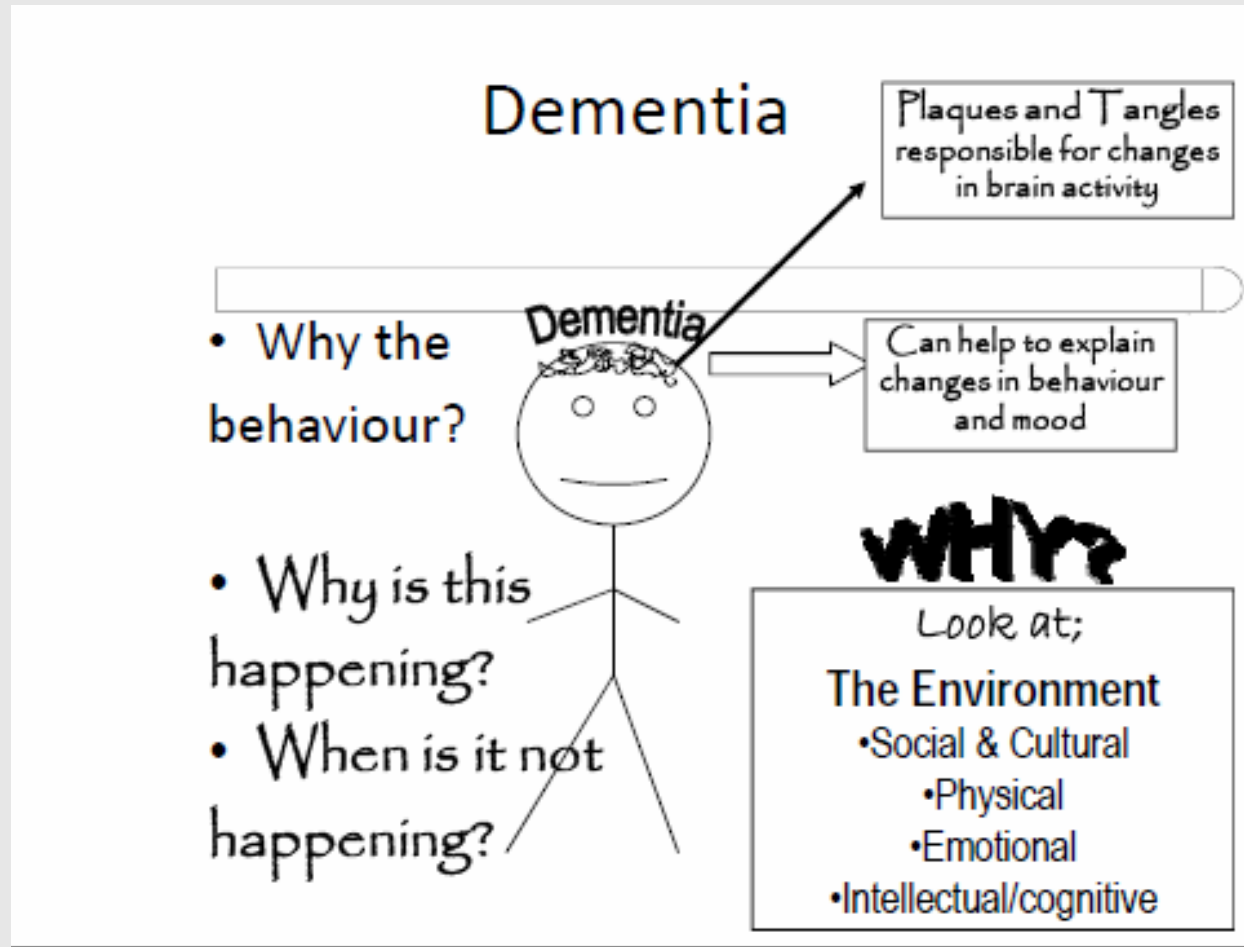 Dementia
Plaques and Tangles
responsible for changes
in brain activity
Dementia
• Why the
behaviour?
Can help to explain
changes in behaviour
and mood
• Why is this
happening?
• When is it not
happening?
WHY?
Look at;
The Environment
•Social & Cultural
•Physical
•Emotional
•Intellectual/cognitive